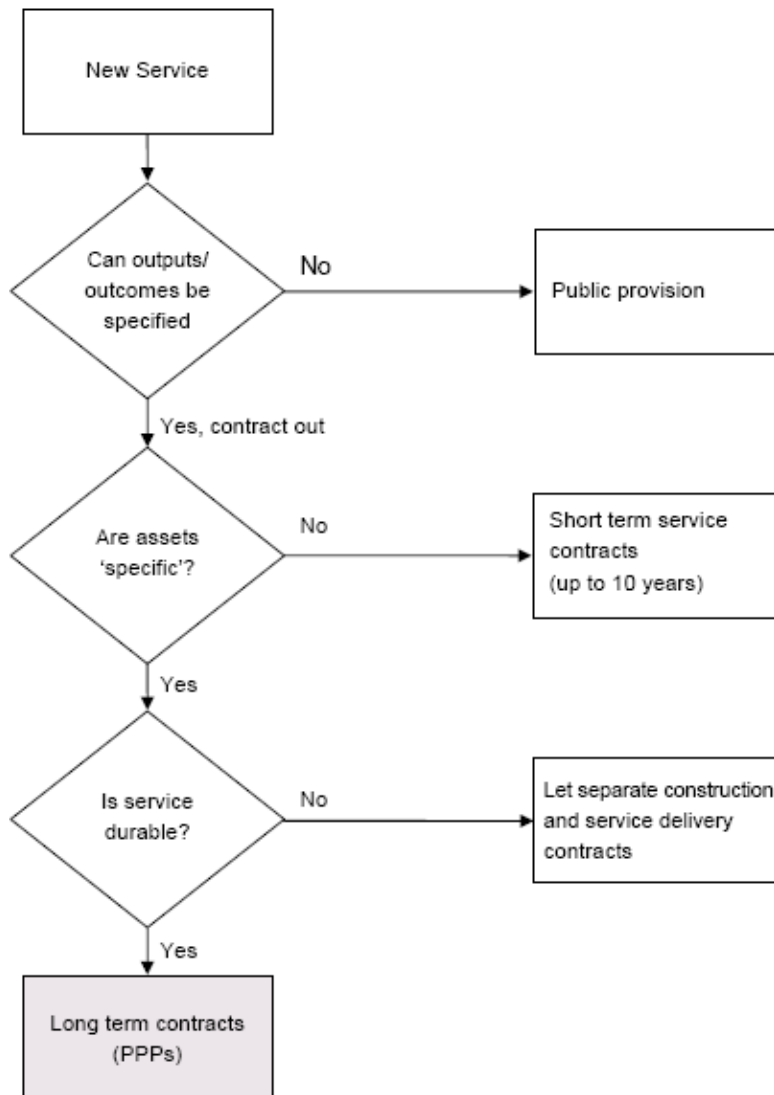 New Service
Can outputs/
outcomes be
specified
No
Public provision
Yes, contract out
Are assets
‘specific’?
No
Short term service
contracts
(up to 10 years)
Yes
Is service
durable?
No
Let separate construction
and service delivery
contracts
Yes
Long term contracts
(PPPs)